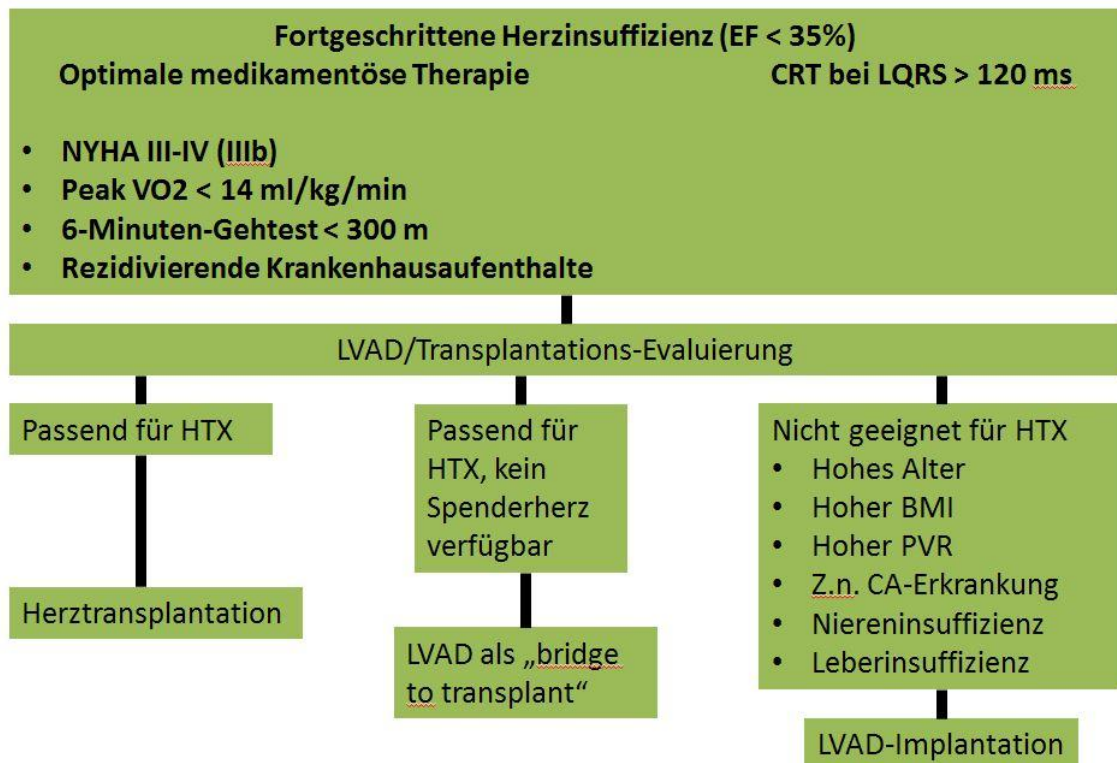 Fortgeschrittene Herzinsuffizienz (EF < 35%)
Optimale medikamentöse Therapie CRT bei LQRS > 120 ms
• NYHA III-IV (IIIb)
• Peak VO2 < 14 ml/kg/min
• 6-Minuten-Gehtest < 300 m
• Rezidivierende Krankenhausaufenthalte
LVAD/Transplantations-Evaluierung
Passend für HTX
Herztransplantation
Passend für
HTX, kein
Spenderherz
verfügbar
LVAD als „bridge
to transplant“
Nicht geeignet für HTX
• Hohes Alter
• Hoher BMI
• Hoher PVR
• Z.n. CA-Erkrankung
• Niereninsuffizienz
• Leberinsuffizienz
LVAD-Implantation